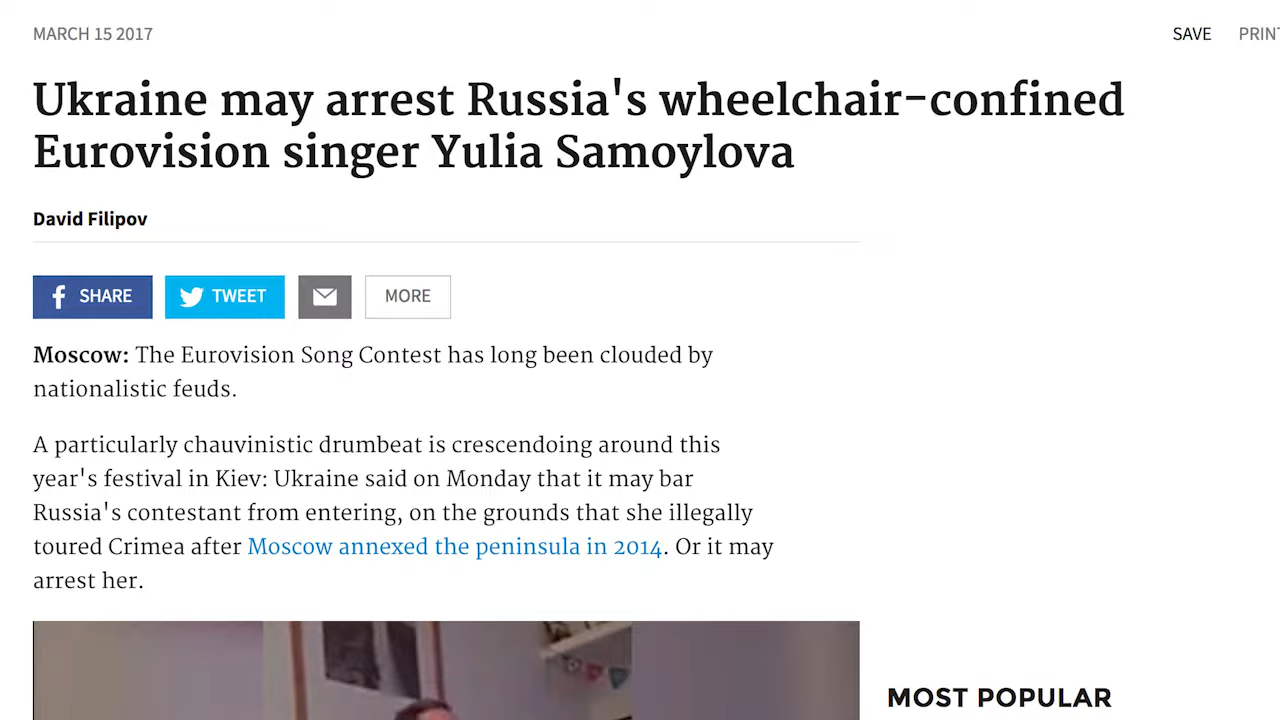 MARCH 15 2017
SAVE
Ukraine may arrest Russia's wheelchair-confined
Eurovision singer Yulia Samoylova
David Filipov
SHARE
TWEET
MORE
Moscow: The Eurovision Song Contest has long been clouded by
nationalistic feuds.
A particularly chauvinistic drumbeat is crescendoing around this
year's festival in Kiev: Ukraine said on Monday that it may bar
Russia's contestant from entering, on the grounds that she illegally
toured Crimea after Moscow annexed the peninsula in 2014. Or it may
arrest her.
MOST POPULAR